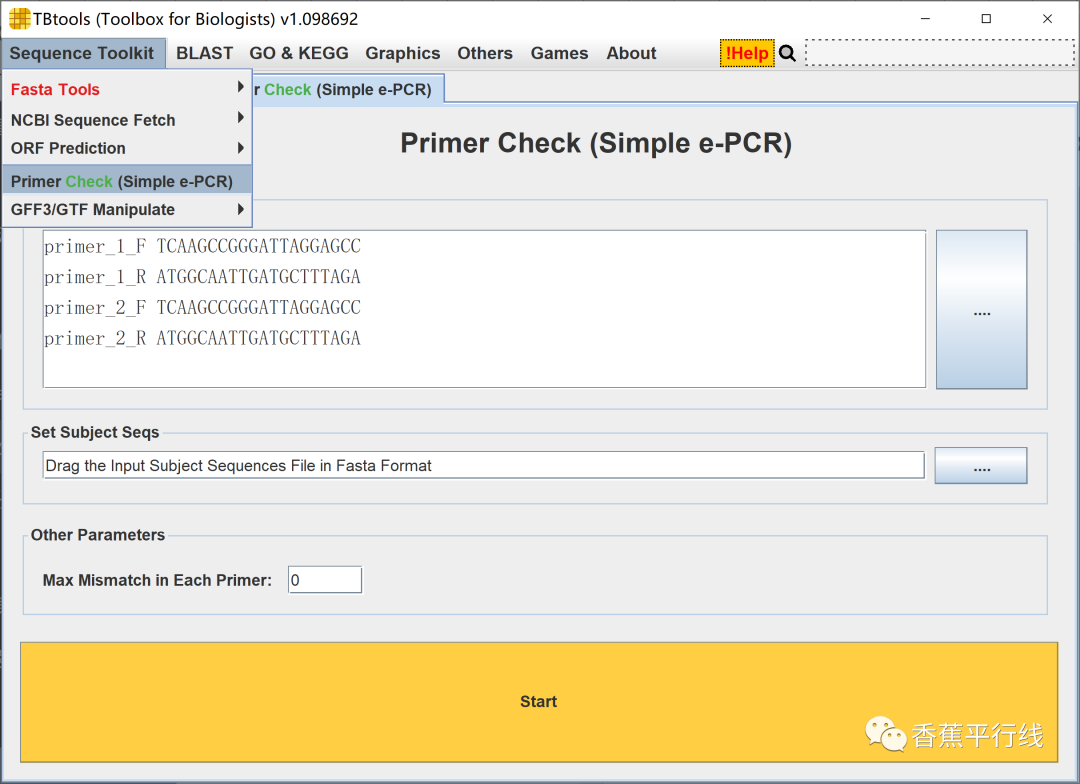 TBtools (Toolbox for Biologists) v1.098692
Sequence Toolkit BLAST GO & KEGG Graphics Others Games About !Help
Fasta Tools
NCBI Sequence Fetch
ORF Prediction
Primer Check (Simple e-PCR)
GFF3/GTF Manipulate
r Check (Simple e-PCR)
Primer Check (Simple e-PCR)
primer_1_F TCAAGCCGGGATTAGGAGCC
primer_1_R ATGGCAATTGATGCTTTAGA
primer_2_F TCAAGCCGGGATTAGGAGCC
primer_2_R ATGGCAATTGATGCTTTAGA
....
Set Subject Seqs
Drag the Input Subject Sequences File in Fasta Format
....
Other Parameters
Max Mismatch in Each Primer: 0
Start
香蕉平行线